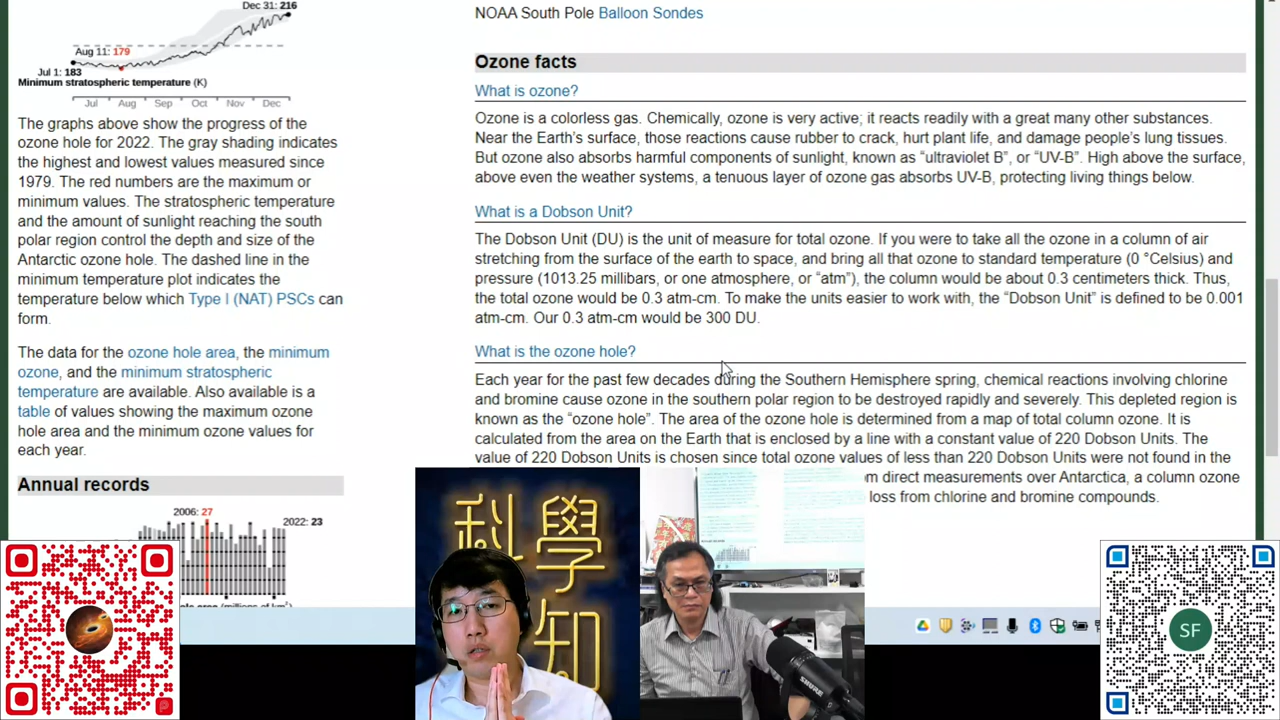 Dec 31: 216
Aug 11: 179
Jul 1: 183
Minimum stratospheric temperature (K)
Jul Aug Sep Oct Nov Dec
The graphs above show the progress of the
ozone hole for 2022. The gray shading indicates
the highest and lowest values measured since
1979. The red numbers are the maximum or
minimum values. The stratospheric temperature
and the amount of sunlight reaching the south
polar region control the depth and size of the
Antarctic ozone hole. The dashed line in the
minimum temperature plot indicates the
temperature below which Type I (NAT) PSCs can
form.
The data for the ozone hole area, the minimum
ozone, and the minimum stratospheric
temperature are available. Also available is a
table of values showing the maximum ozone
hole area and the minimum ozone values for
each year.
Annual records
2006: 27
2022: 23
NOAA South Pole Balloon Sondes
Ozone facts
What is ozone?
Ozone is a colorless gas. Chemically, ozone is very active; it reacts readily with a great many other substances.
Near the Earth’s surface, those reactions cause rubber to crack, hurt plant life, and damage people’s lung tissues.
But ozone also absorbs harmful components of sunlight, known as “ultraviolet B”, or “UV-B”. High above the surface,
above even the weather systems, a tenuous layer of ozone gas absorbs UV-B, protecting living things below.
What is a Dobson Unit?
The Dobson Unit (DU) is the unit of measure for total ozone. If you were to take all the ozone in a column of air
stretching from the surface of the earth to space, and bring all that ozone to standard temperature (0 °Celsius) and
pressure (1013.25 millibars, or one atmosphere, or “atm”), the column would be about 0.3 centimeters thick. Thus,
the total ozone would be 0.3 atm-cm. To make the units easier to work with, the “Dobson Unit” is defined to be 0.001
atm-cm. Our 0.3 atm-cm would be 300 DU.
What is the ozone hole?
Each year for the past few decades during the Southern Hemisphere spring, chemical reactions involving chlorine
and bromine cause ozone in the southern polar region to be destroyed rapidly and severely. This depleted region is
known as the “ozone hole”. The area of the ozone hole is determined from a map of total column ozone. It is
calculated from the area on the Earth that is enclosed by a line with a constant value of 220 Dobson Units. The
value of 220 Dobson Units is chosen since total ozone values of less than 220 Dobson Units were not found in the
direct measurements over Antarctica, a column ozone
loss from chlorine and bromine compounds.
科學
知
SF
SHURE